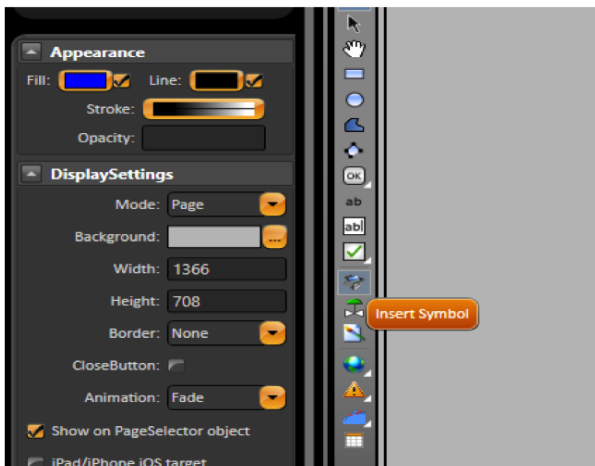 Appearance
Fill: Line:
Stroke:
Opacity:
DisplaySettings
Mode: Page
Background: ...
Width: 1366
Height: 708
Border: None
CloseButton:
Animation: Fade
Show on PageSelector object
iPad/iPhone iOS target
OK
ab
abl
Insert Symbol